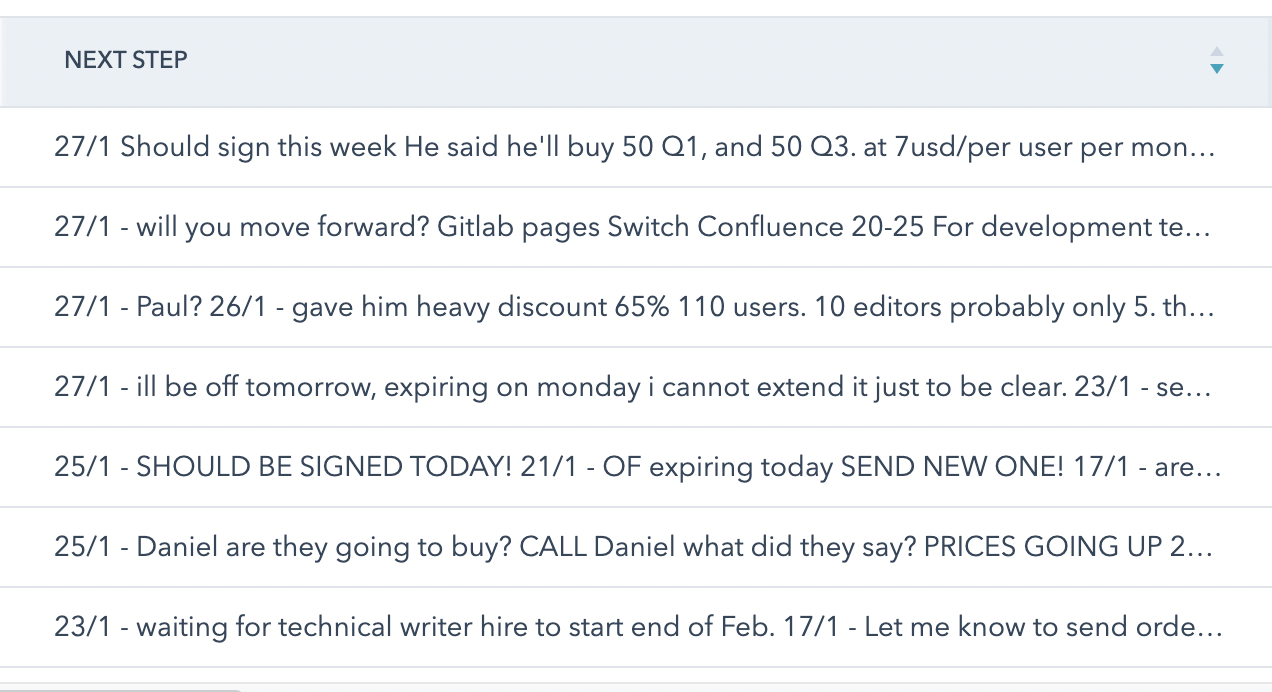 NEXT STEP
27/1 Should sign this week He said he'll buy 50 Q1, and 50 Q3. at 7usd/per user per mon...
27/1 - will you move forward? Gitlab pages Switch Confluence 20-25 For development te...
27/1 - Paul? 26/1 - gave him heavy discount 65% 110 users. 10 editors probably only 5. th...
27/1 - ill be off tomorrow, expiring on monday i cannot extend it just to be clear. 23/1 - se...
25/1 - SHOULD BE SIGNED TODAY! 21/1 - OF expiring today SEND NEW ONE! 17/1 - are...
25/1 - Daniel are they going to buy? CALL Daniel what did they say? PRICES GOING UP 2...
23/1 - waiting for technical writer hire to start end of Feb. 17/1 - Let me know to send orde...